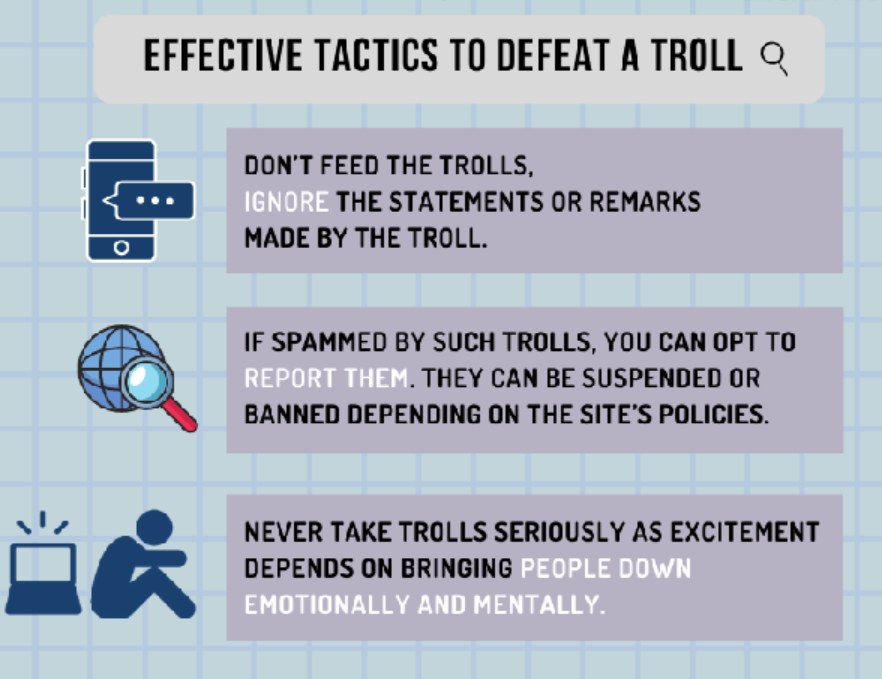 EFFECTIVE TACTICS TO DEFEAT A TROLL
DON'T FEED THE TROLLS,
IGNORE THE STATEMENTS OR REMARKS
MADE BY THE TROLL.
IF SPAMMED BY SUCH TROLLS, YOU CAN OPT TO
REPORT THEM. THEY CAN BE SUSPENDED OR
BANNED DEPENDING ON THE SITE'S POLICIES.
NEVER TAKE TROLLS SERIOUSLY AS EXCITEMENT
DEPENDS ON BRINGING PEOPLE DOWN
EMOTIONALLY AND MENTALLY.